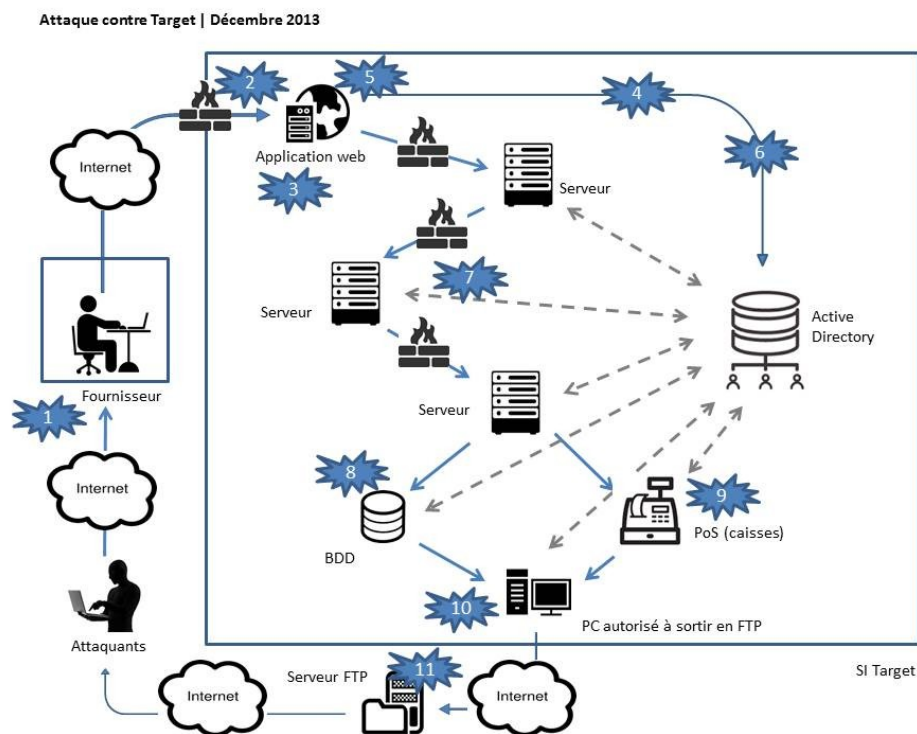 Attaque contre Target | Décembre 2013
2
5
4
Internet
Application web
6
3
Serveur
7
Serveur
Active
Directory
Fournisseur
1
Serveur
8
9
Internet
BDD
PoS (caisses)
10
PC autorisé à sortir en FTP
Attaquants
Serveur FTP
11
SI Target
Internet
Internet